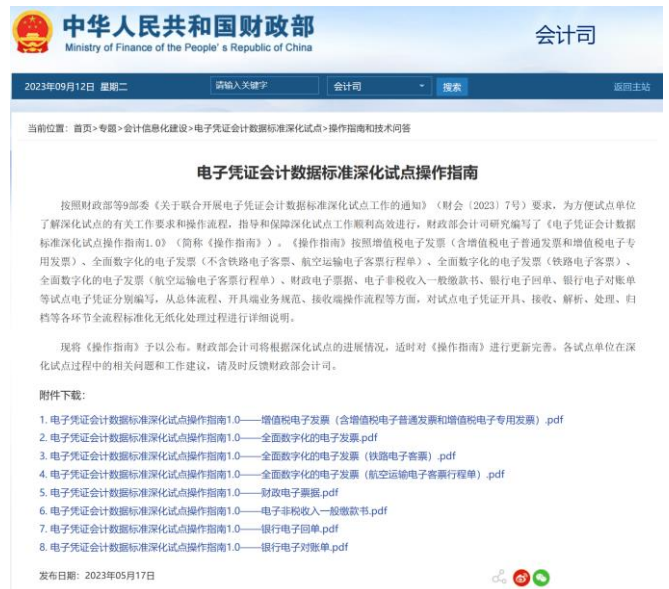 中华人民共和国财政部
Ministry of Finance of the People's Republic of China
会计司
2023年09月12日 星期二
请输入关键字
会计司
搜索
返回主站
当前位置：首页>专题>会计信息化建设>电子凭证会计数据标准深化试点>操作指南和技术问答
电子凭证会计数据标准深化试点操作指南
按照财政部等9部委《关于联合开展电子凭证会计数据标准深化试点工作的通知》（财会〔2023〕7号）要求，为方便试点单位
了解深化试点的有关工作要求和操作流程，指导和保障深化试点工作顺利高效进行，财政部会计司研究编写了《电子凭证会计数据
标准深化试点操作指南1.0》（简称《操作指南》）。《操作指南》按照增值税电子发票（含增值税电子普通发票和增值税电子专
用发票）、全面数字化的电子发票（不含铁路电子客票、航空运输电子客票行程单）、全面数字化的电子发票（铁路电子客票）、
全面数字化的电子发票（航空运输电子客票行程单）、财政电子票据、电子非税收入一般缴款书、银行电子回单、银行电子对账单
等试点电子凭证分别编写，从总体流程、开具端业务规范、接收端操作流程等方面，对试点电子凭证开具、接收、解析、处理、归
档等各环节全流程标准化无纸化处理过程进行详细说明。
现将《操作指南》予以公布。财政部会计司将根据深化试点的进展情况，适时对《操作指南》进行更新完善。各试点单位在深
化试点过程中的相关问题和工作建议，请及时反馈财政部会计司。
附件下载：
1. 电子凭证会计数据标准深化试点操作指南1.0——增值税电子发票（含增值税电子普通发票和增值税电子专用发票）.pdf
2. 电子凭证会计数据标准深化试点操作指南1.0——全面数字化的电子发票.pdf
3. 电子凭证会计数据标准深化试点操作指南1.0——全面数字化的电子发票（铁路电子客票）.pdf
4. 电子凭证会计数据标准深化试点操作指南1.0——全面数字化的电子发票（航空运输电子客票行程单）.pdf
5. 电子凭证会计数据标准深化试点操作指南1.0——财政电子票据.pdf
6. 电子凭证会计数据标准深化试点操作指南1.0——电子非税收入一般缴款书.pdf
7. 电子凭证会计数据标准深化试点操作指南1.0——银行电子回单.pdf
8. 电子凭证会计数据标准深化试点操作指南1.0——银行电子对账单.pdf
发布日期：2023年05月17日